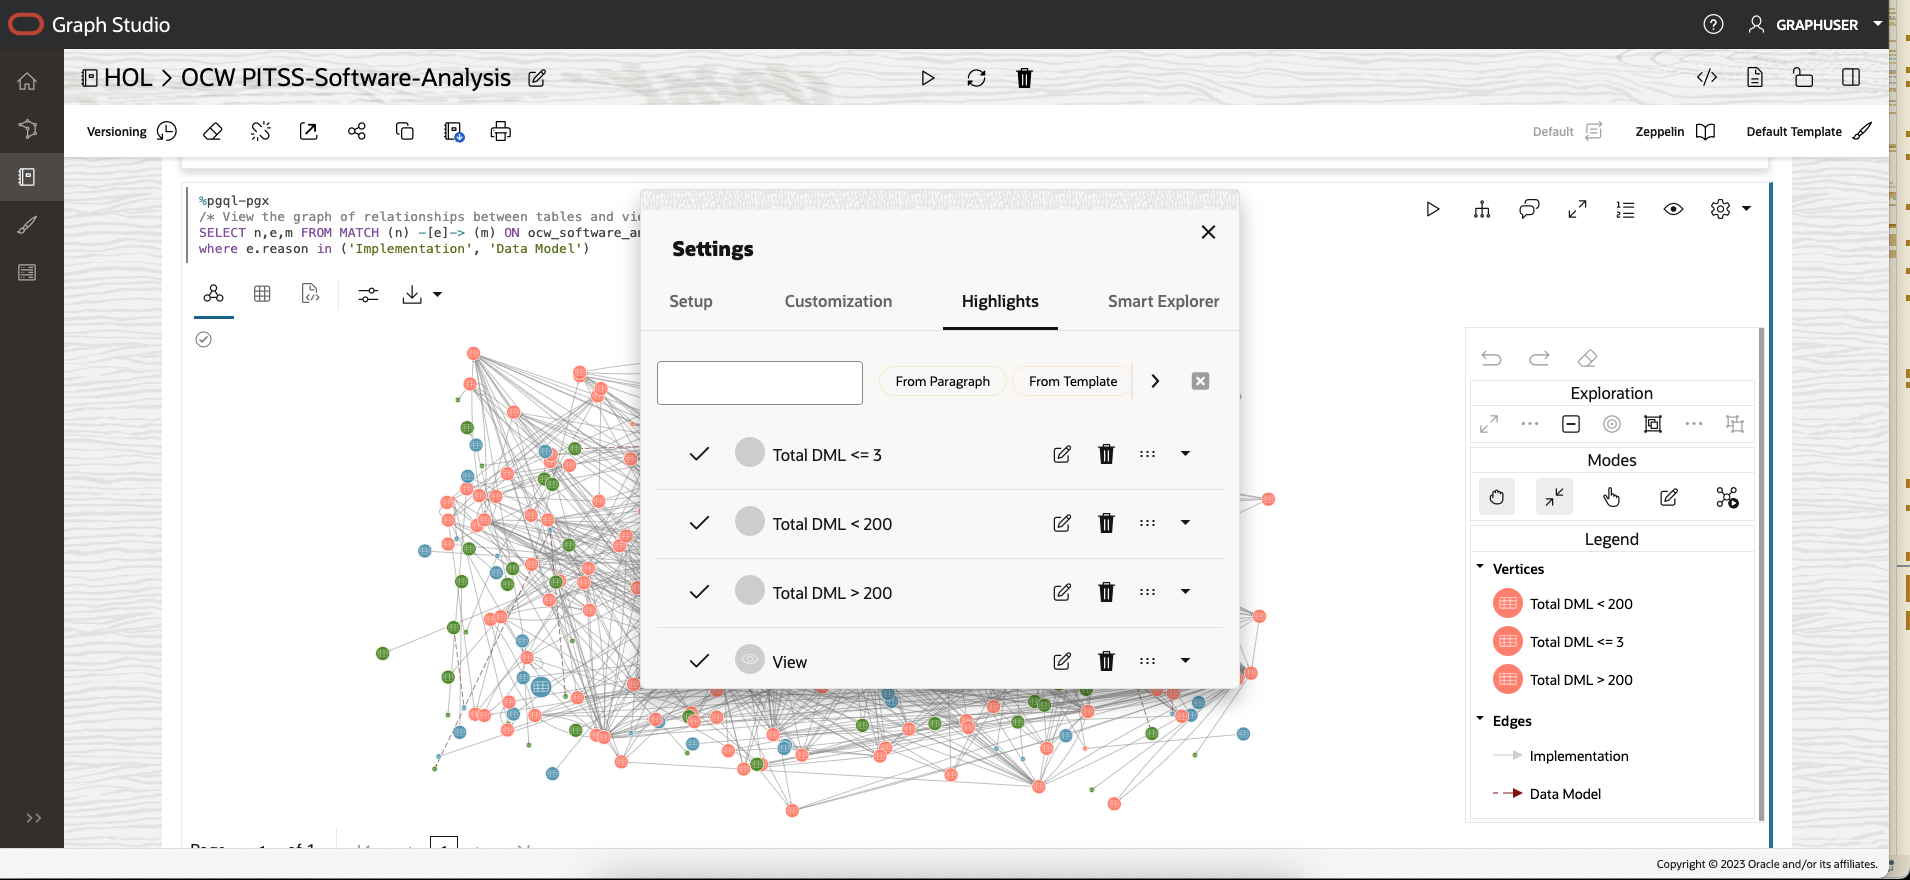 Graph Studio
GRAPHUSER
HOL > OCW PITSS-Software-Analysis
Versioning
Default
Zeppelin
Default Template
%pgql-pgx
/* View the graph of relationships between tables and
SELECT n,e,m FROM MATCH (n) -[e]-> (m) ON
where e.reason in ('Implementation', 'Data Model')
Settings
Setup
Customization
Highlights
Smart Explorer
From Paragraph
From Template
Total DML <= 3
Total DML < 200
Total DML > 200
View
Exploration
Modes
Legend
Vertices
Total DML < 200
Total DML <= 3
Total DML > 200
Edges
Implementation
Data Model
Copyright © 2023 Oracle and/or its affiliates.